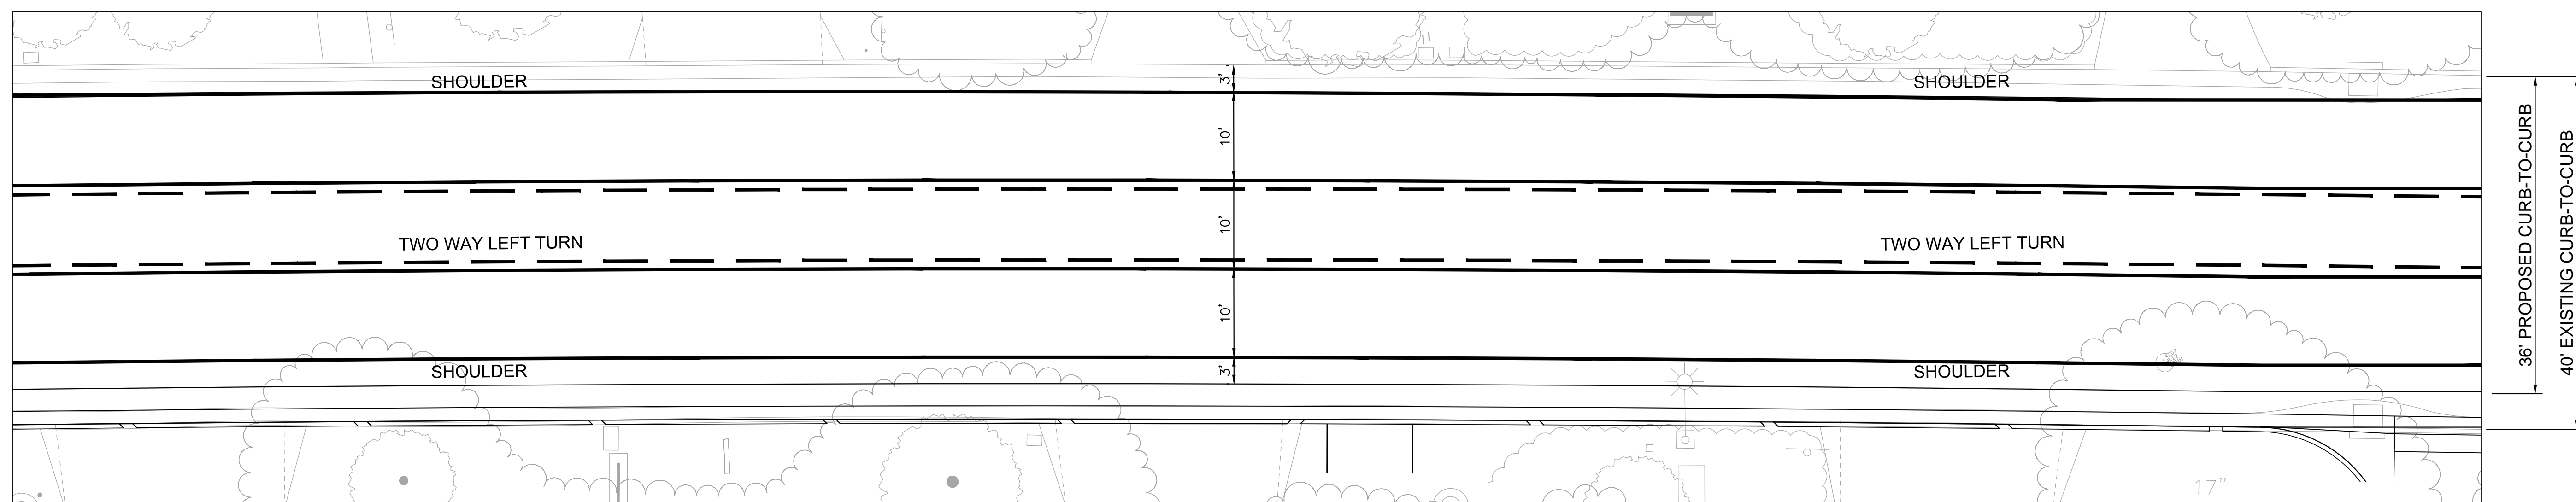 SHOULDER
SHOULDER
3'
10'
TWO WAY LEFT TURN
10'
TWO WAY LEFT TURN
10'
SHOULDER
3'
SHOULDER
36' PROPOSED CURB-TO-CURB
40' EXISTING CURB-TO-CURB
17"